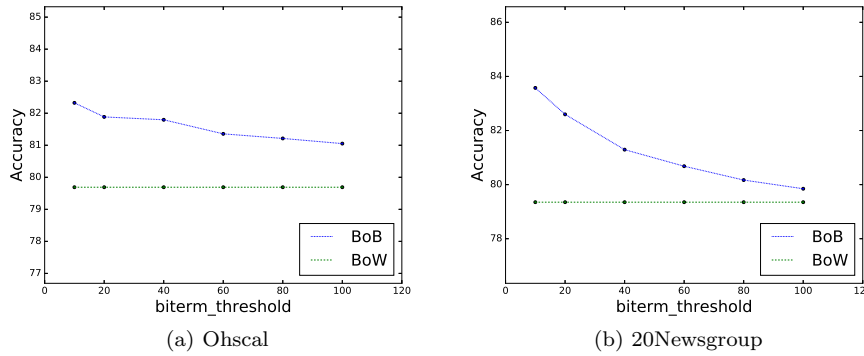 85
84
83
82
81
80
79
78
77
0 20 40 60 80 100 120
Accuracy
biterm_threshold
BoB
BoW
(a) Ohscal
86
84
82
80
78
0 20 40 60 80 100 120
Accuracy
biterm_threshold
BoB
BoW
(b) 20Newsgroup